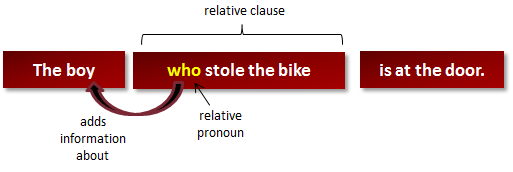 relative clause
The boy who stole the bike is at the door.
adds
information
about
relative
pronoun